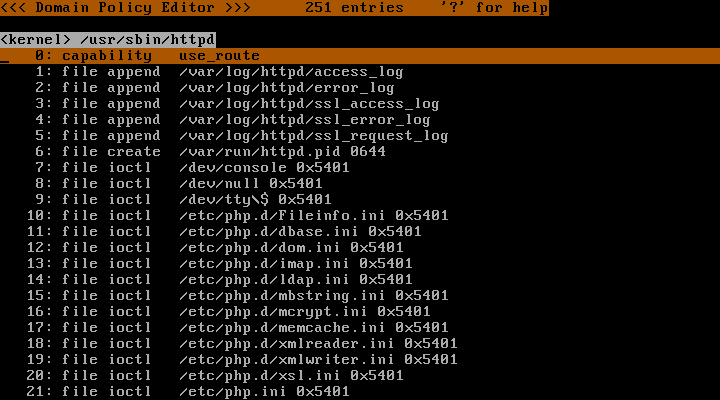 <<< Domain Policy Editor >>>      251 entries    '?' for help
<kernel> /usr/sbin/httpd
_   0: capability  use_route
    1: file append  /var/log/httpd/access_log
    2: file append  /var/log/httpd/error_log
    3: file append  /var/log/httpd/ssl_access_log
    4: file append  /var/log/httpd/ssl_error_log
    5: file append  /var/log/httpd/ssl_request_log
    6: file create  /var/run/httpd.pid 0644
    7: file ioctl   /dev/console 0x5401
    8: file ioctl   /dev/null 0x5401
    9: file ioctl   /dev/tty\$ 0x5401
   10: file ioctl   /etc/php.d/Fileinfo.ini 0x5401
   11: file ioctl   /etc/php.d/dbase.ini 0x5401
   12: file ioctl   /etc/php.d/dom.ini 0x5401
   13: file ioctl   /etc/php.d/imap.ini 0x5401
   14: file ioctl   /etc/php.d/ldap.ini 0x5401
   15: file ioctl   /etc/php.d/mbstring.ini 0x5401
   16: file ioctl   /etc/php.d/mcrypt.ini 0x5401
   17: file ioctl   /etc/php.d/memcache.ini 0x5401
   18: file ioctl   /etc/php.d/xmlreader.ini 0x5401
   19: file ioctl   /etc/php.d/xmlwriter.ini 0x5401
   20: file ioctl   /etc/php.d/xsl.ini 0x5401
   21: file ioctl   /etc/php.ini 0x5401